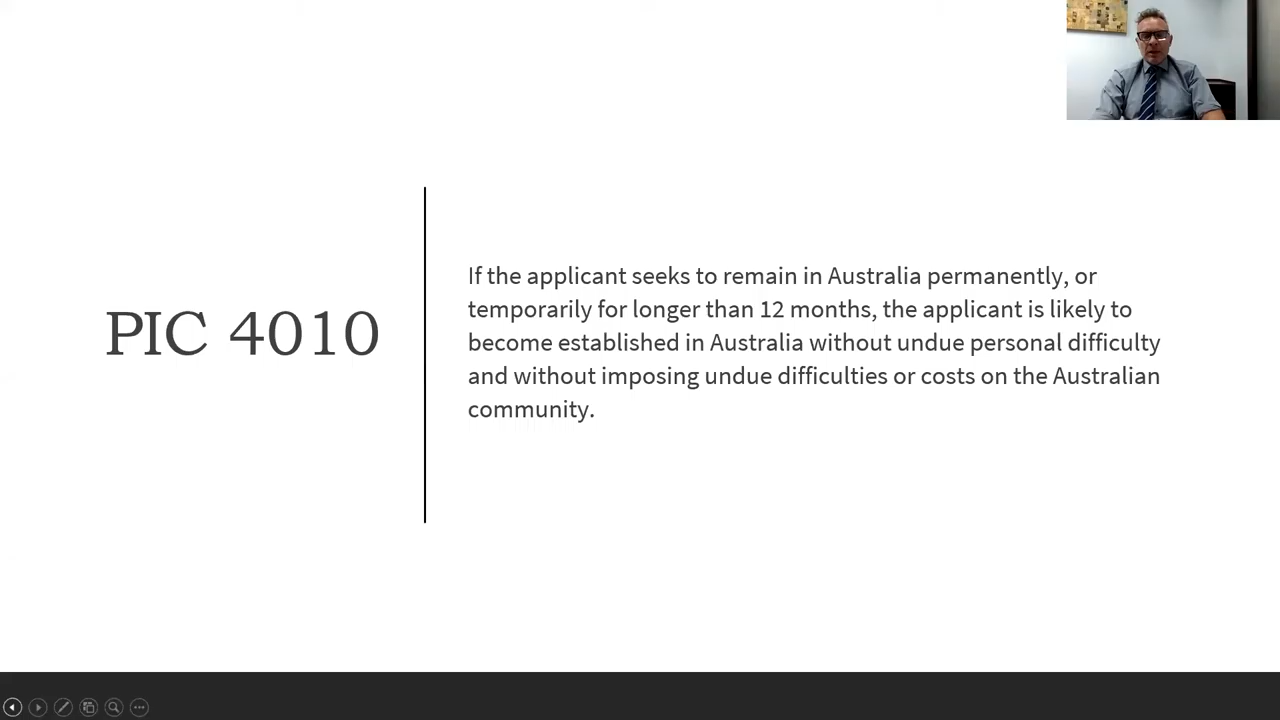 PIC 4010
If the applicant seeks to remain in Australia permanently, or
temporarily for longer than 12 months, the applicant is likely to
become established in Australia without undue personal difficulty
and without imposing undue difficulties or costs on the Australian
community.